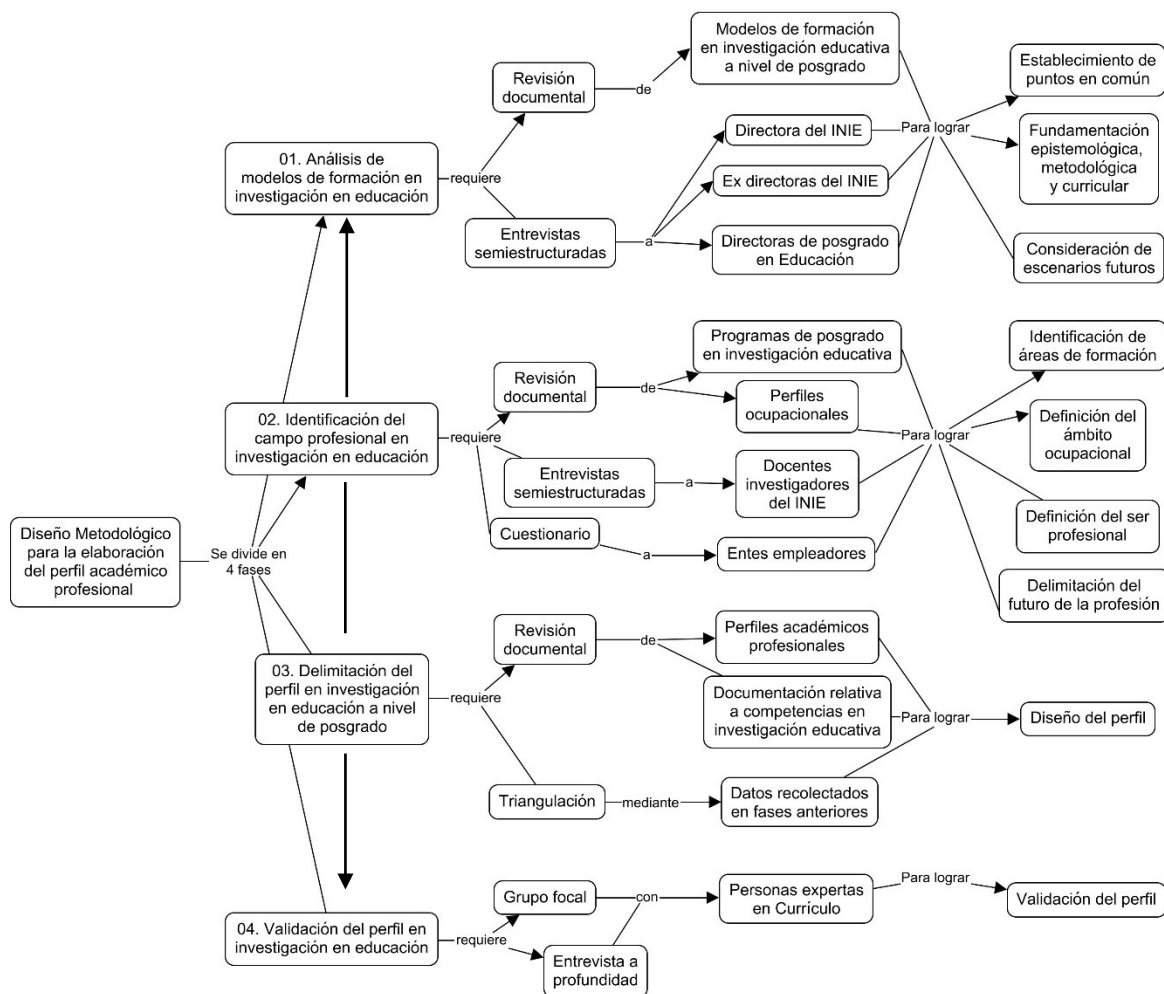 Diseño Metodológico
para la elaboración
del perfil académico
profesional
Se divide en
4 fases
01. Análisis de
modelos de formación en
investigación en educación
requiere
Revisión
documental
de
Modelos de formación
en investigación educativa
a nivel de posgrado
Entrevistas
semiestructuradas
a
Directora del INIE
Ex directoras del INIE
Directoras de posgrado
en Educación
Para lograr
Establecimiento de
puntos en común
Fundamentación
epistemológica,
metodológica
y curricular
Consideración de
escenarios futuros
02. Identificación del
campo profesional en
investigación en educación
requiere
Revisión
documental
de
Programas de posgrado
en investigación educativa
Perfiles
ocupacionales
Entrevistas
semiestructuradas
a
Docentes
investigadores
del INIE
Cuestionario
a
Entes empleadores
Para lograr
Identificación de
áreas de formación
Definición del
ámbito
ocupacional
Definición del ser
profesional
Delimitación del
futuro de la profesión
03. Delimitación del
perfil en investigación
en educación a nivel
de posgrado
requiere
Revisión
documental
de
Perfiles académicos
profesionales
Documentación relativa
a competencias en
investigación educativa
Triangulación
mediante
Datos recolectados
en fases anteriores
Para lograr
Diseño del perfil
04. Validación del perfil en
investigación en educación
requiere
Grupo focal
Entrevista a
profundidad
con
Personas expertas
en Currículo
Para lograr
Validación del perfil